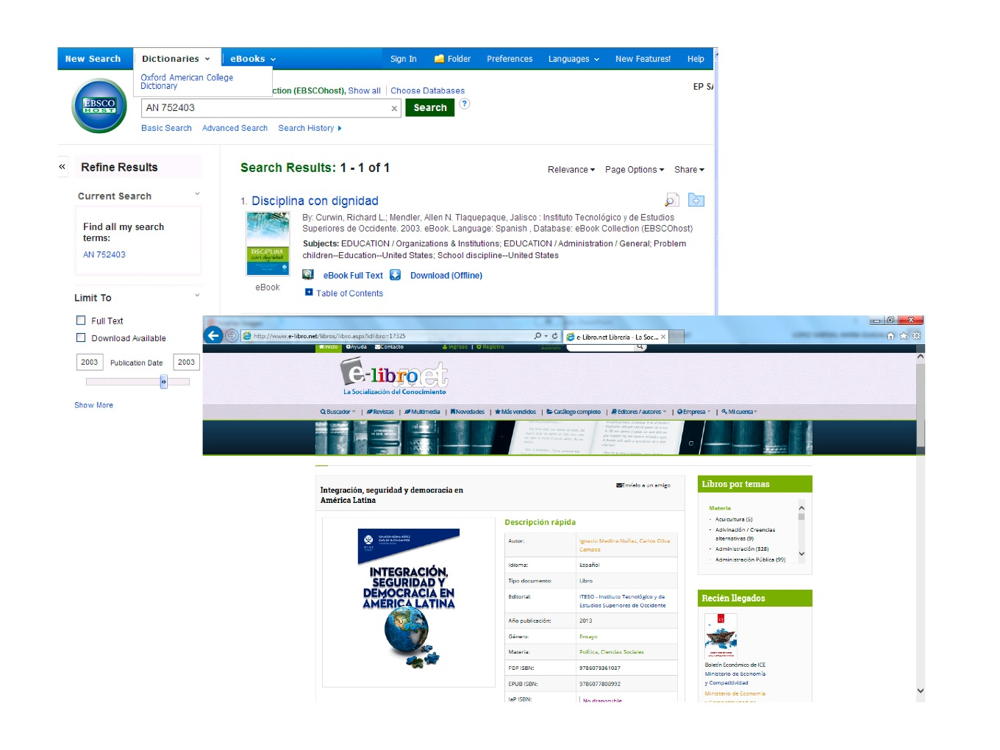 New Search Dictionaries eBooks Sign In Folder Preferences Languages New Features! Help
Oxford American College
Dictionary
ction (EBSCOhost), Show all Choose Databases
EP SA
EBSCO
HOST
AN 752403 x Search ?
Basic Search Advanced Search Search History
« Refine Results
Search Results: 1 - 1 of 1
Relevance Page Options Share
Current Search
Find all my search
terms:
AN 752403
1. Disciplina con dignidad
By: Curwin, Richard L.; Mendler, Allen N. Tlaquepaque, Jalisco : Instituto Tecnológico y de Estudios
Superiores de Occidente. 2003. eBook. Language: Spanish , Database: eBook Collection (EBSCOhost)
Subjects: EDUCATION / Organizations & Institutions; EDUCATION / Administration / General; Problem
children--Education--United States; School discipline--United States
DISCIPLINA
con dignidad
eBook
eBook Full Text Download (Offline)
Table of Contents
Limit To
Full Text
Download Available
2003 Publication Date 2003
Show More
http://www.e-libro.net/libros/libro.aspx?idlibro=17325
e-Libro.net Libreria - La Soc... ×
Inicio Ayuda Contacto Ingreso | Registro
avanzado
e-libro.net
La Socialización del Conocimiento
Buscador | Revistas | Multimedia | Novedades | Más vendidos | Catálogo completo | Editores / autores | Empresa | Mi cuenta
Integración, seguridad y democracia en
América Latina
Envíelo a un amigo
IGNACIO MEDINA NÚÑEZ
CARLOS OLIVA CAMPOS
INTEGRACIÓN,
SEGURIDAD Y
DEMOCRACIA EN
AMÉRICA LATINA
Descripción rápida
Autor: Ignacio Medina Nuñez, Carlos Oliva
Campos
Idioma: Español
Tipo documento: Libro
Editorial: ITESO - Instituto Tecnológico y de
Estudios Superiores de Occidente
Año publicación: 2013
Género: Ensayo
Materia: Política, Ciencias Sociales
PDF ISBN: 9786079361037
EPUB ISBN: 9786077808992
IaP ISBN: No disponible
Libros por temas
Materia
- Acuicultura (5)
- Adivinación / Creencias
alternativas (9)
- Administración (328)
- Administración Pública (99)
Recién llegados
Boletín Económico de ICE
Ministerio de Economía
y Competitividad
Ministerio de Economía
y Competitividad de